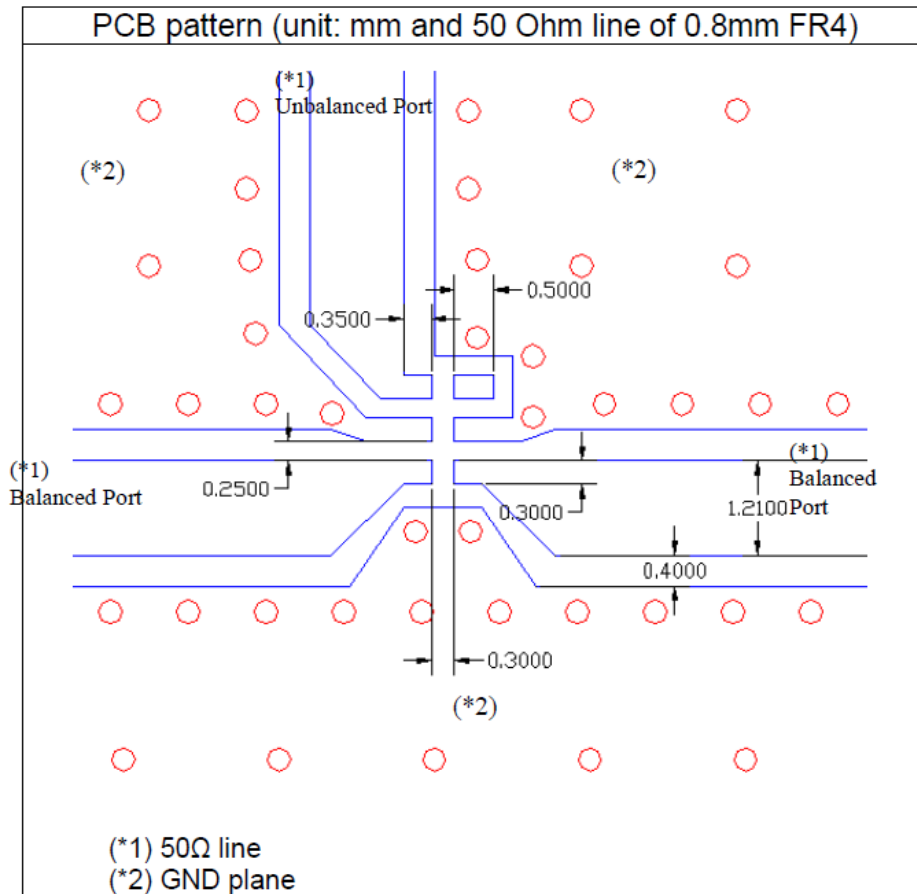 PCB pattern (unit: mm and 50 Ohm line of 0.8mm FR4)
(*1)
Unbalanced Port
(*2)
(*2)
0.5000
0.3500
(*1)
Balanced Port
(*1)
Balanced
Port
0.2500
0.3000
1.2100
0.4000
0.3000
(*2)
(*1) 50Ω line
(*2) GND plane